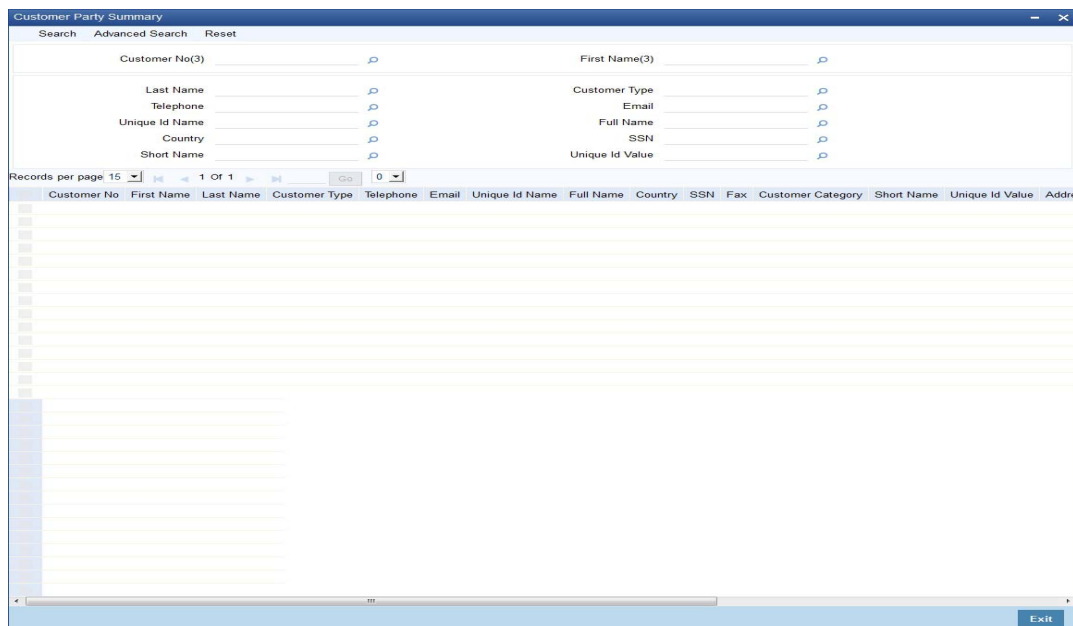 Customer Party Summary
Search Advanced Search Reset
Customer No(3) First Name(3)
Last Name Customer Type
Telephone Email
Unique Id Name Full Name
Country SSN
Short Name Unique Id Value
Records per page 15 1 Of 1 Go 0
Customer No First Name Last Name Customer Type Telephone Email Unique Id Name Full Name Country SSN Fax Customer Category Short Name Unique Id Value Addre
Exit